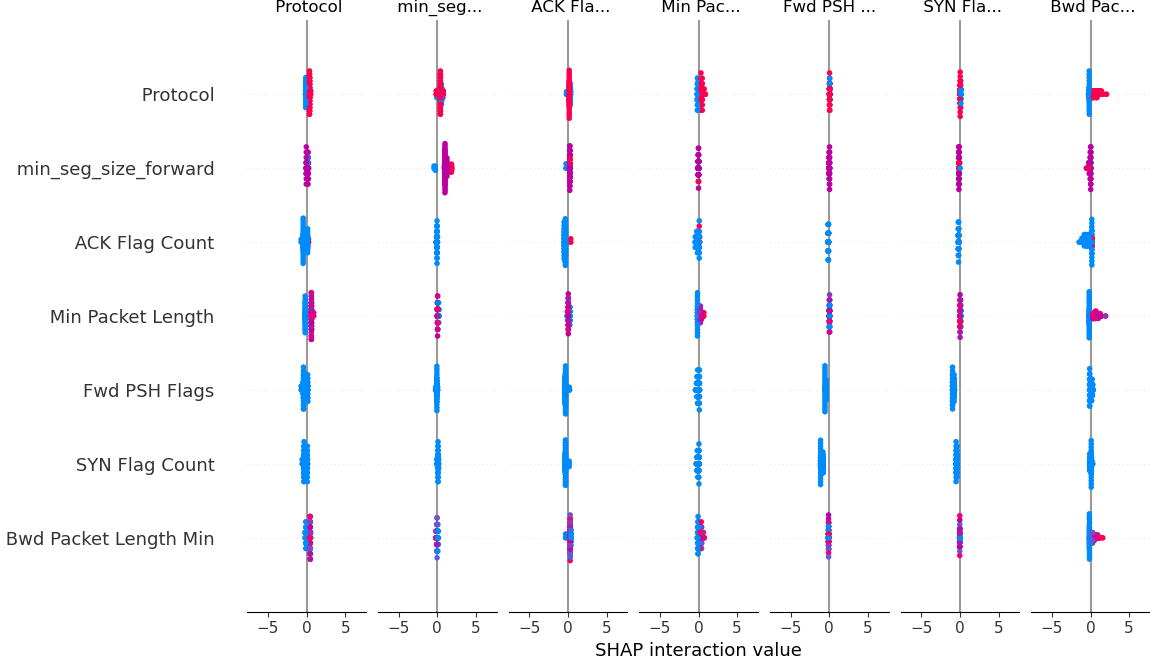 Protocol min_seg... ACK Fla... Min Pac... Fwd PSH ... SYN Fla... Bwd Pac...
Protocol
min_seg_size_forward
ACK Flag Count
Min Packet Length
Fwd PSH Flags
SYN Flag Count
Bwd Packet Length Min
−5 0 5 −5 0 5 −5 0 5 −5 0 5 −5 0 5 −5 0 5 −5 0 5
SHAP interaction value